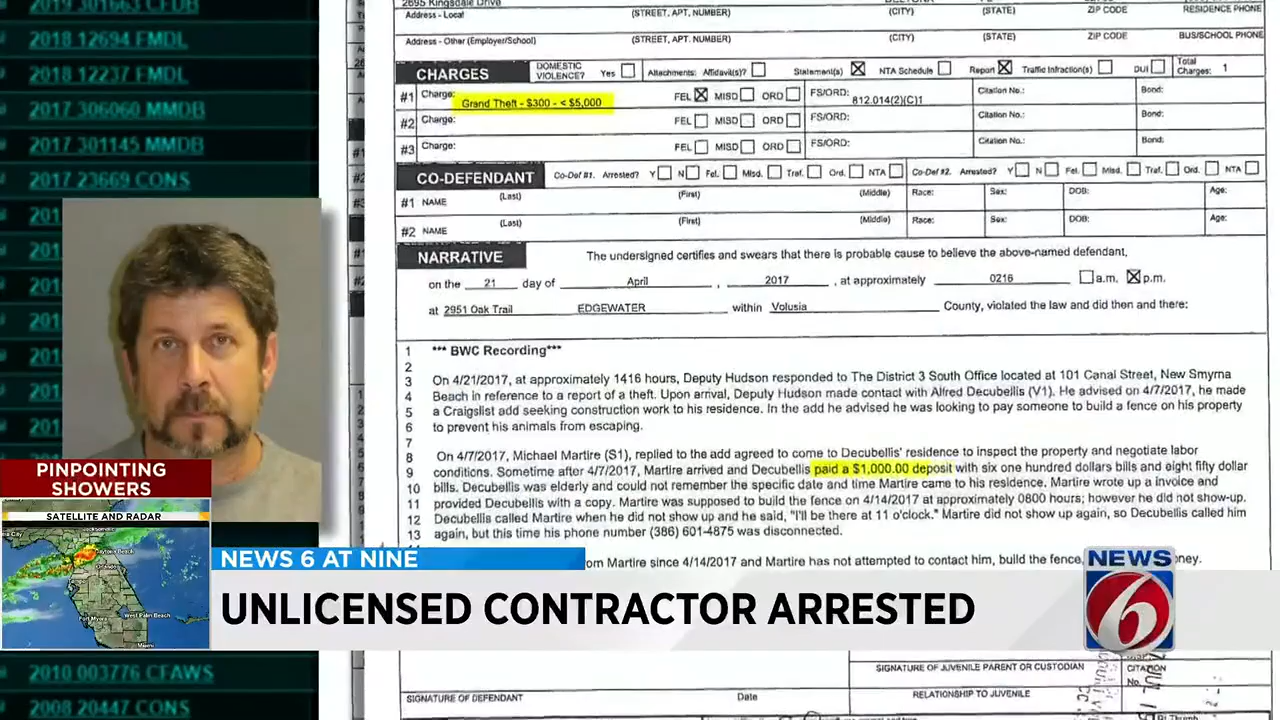 2695 Kingsdale Drive
Address - Local (STREET, APT. NUMBER) (CITY) (STATE) ZIP CODE RESIDENCE PHONE
Address - Other (Employer/School) (STREET, APT. NUMBER) (CITY) (STATE) ZIP CODE BUS/SCHOOL PHONE
CHARGES DOMESTIC VIOLENCE? Yes Attachments: Affidavit(s)? Statement(s) NTA Schedule Report Traffic Infraction(s) DUI Total Charges: 1
#1 Charge: Grand Theft - $300 - < $5,000 FEL MISD ORD FS/ORD: 812.014(2)(C)1 Citation No.: Bond:
#2 Charge: FEL MISD ORD FS/ORD: Citation No.: Bond:
#3 Charge: FEL MISD ORD FS/ORD: Citation No.: Bond:
CO-DEFENDANT Co-Def #1. Arrested? Y N Fel. Misd. Traf. Ord. NTA Co-Def #2. Arrested? Y N Fel. Misd. Traf. Ord. NTA
#1 NAME (Last) (First) (Middle) Race: Sex: DOB: Age:
#2 NAME (Last) (First) (Middle) Race: Sex: DOB: Age:
NARRATIVE The undersigned certifies and swears that there is probable cause to believe the above-named defendant,
on the 21 day of April , 2017 , at approximately 0216 a.m. p.m.
at 2951 Oak Trail EDGEWATER within Volusia County, violated the law and did then and there:
1 *** BWC Recording***
2
3 On 4/21/2017, at approximately 1416 hours, Deputy Hudson responded to The District 3 South Office located at 101 Canal Street, New Smyrna
4 Beach in reference to a report of a theft. Upon arrival, Deputy Hudson made contact with Alfred Decubellis (V1). He advised on 4/7/2017, he made
5 a Craigslist add seeking construction work to his residence. In the add he advised he was looking to pay someone to build a fence on his property
6 to prevent his animals from escaping.
7
8 On 4/7/2017, Michael Martire (S1), replied to the add agreed to come to Decubellis' residence to inspect the property and negotiate labor
9 conditions. Sometime after 4/7/2017, Martire arrived and Decubellis paid a $1,000.00 deposit with six one hundred dollars bills and eight fifty dollar
10 bills. Decubellis was elderly and could not remember the specific date and time Martire came to his residence. Martire wrote up a invoice and
11 provided Decubellis with a copy. Martire was supposed to build the fence on 4/14/2017 at approximately 0800 hours; however he did not show-up.
12 Decubellis called Martire when he did not show up and he said, "I'll be there at 11 o'clock." Martire did not show up again, so Decubellis called him
13 again, but this time his phone number (386) 601-4875 was disconnected.
om Martire since 4/14/2017 and Martire has not attempted to contact him, build the fence, ney.
SIGNATURE OF JUVENILE PARENT OR CUSTODIAN CITATION No.
SIGNATURE OF DEFENDANT Date RELATIONSHIP TO JUVENILE
2019 301663 CFDB
2018 12694 FMDL
2018 12237 FMDL
2017 306060 MMDB
2017 301145 MMDB
2017 23669 CONS
2010 003776 CFAWS
2008 20447 CONS
PINPOINTING
SHOWERS
SATELLITE AND RADAR
Daytona Beach
Orlando
West Palm Beach
Fort Myers
Miami
NEWS 6 AT NINE
UNLICENSED CONTRACTOR ARRESTED
NEWS
6